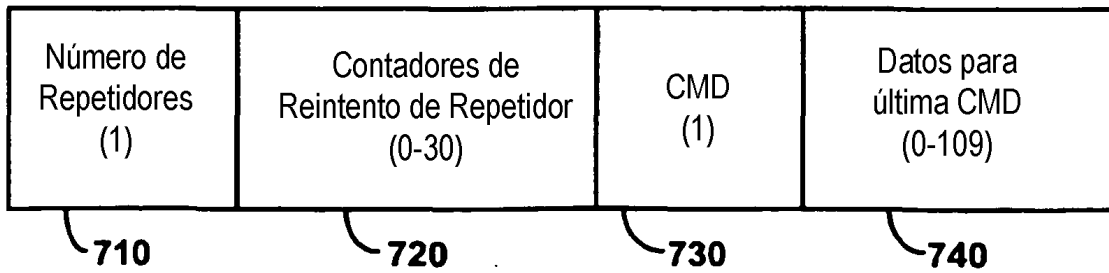 Número de
Repetidores
(1)
Contadores de
Reintento de Repetidor
(0-30)
CMD
(1)
Datos para
última CMD
(0-109)
710
720
730
740